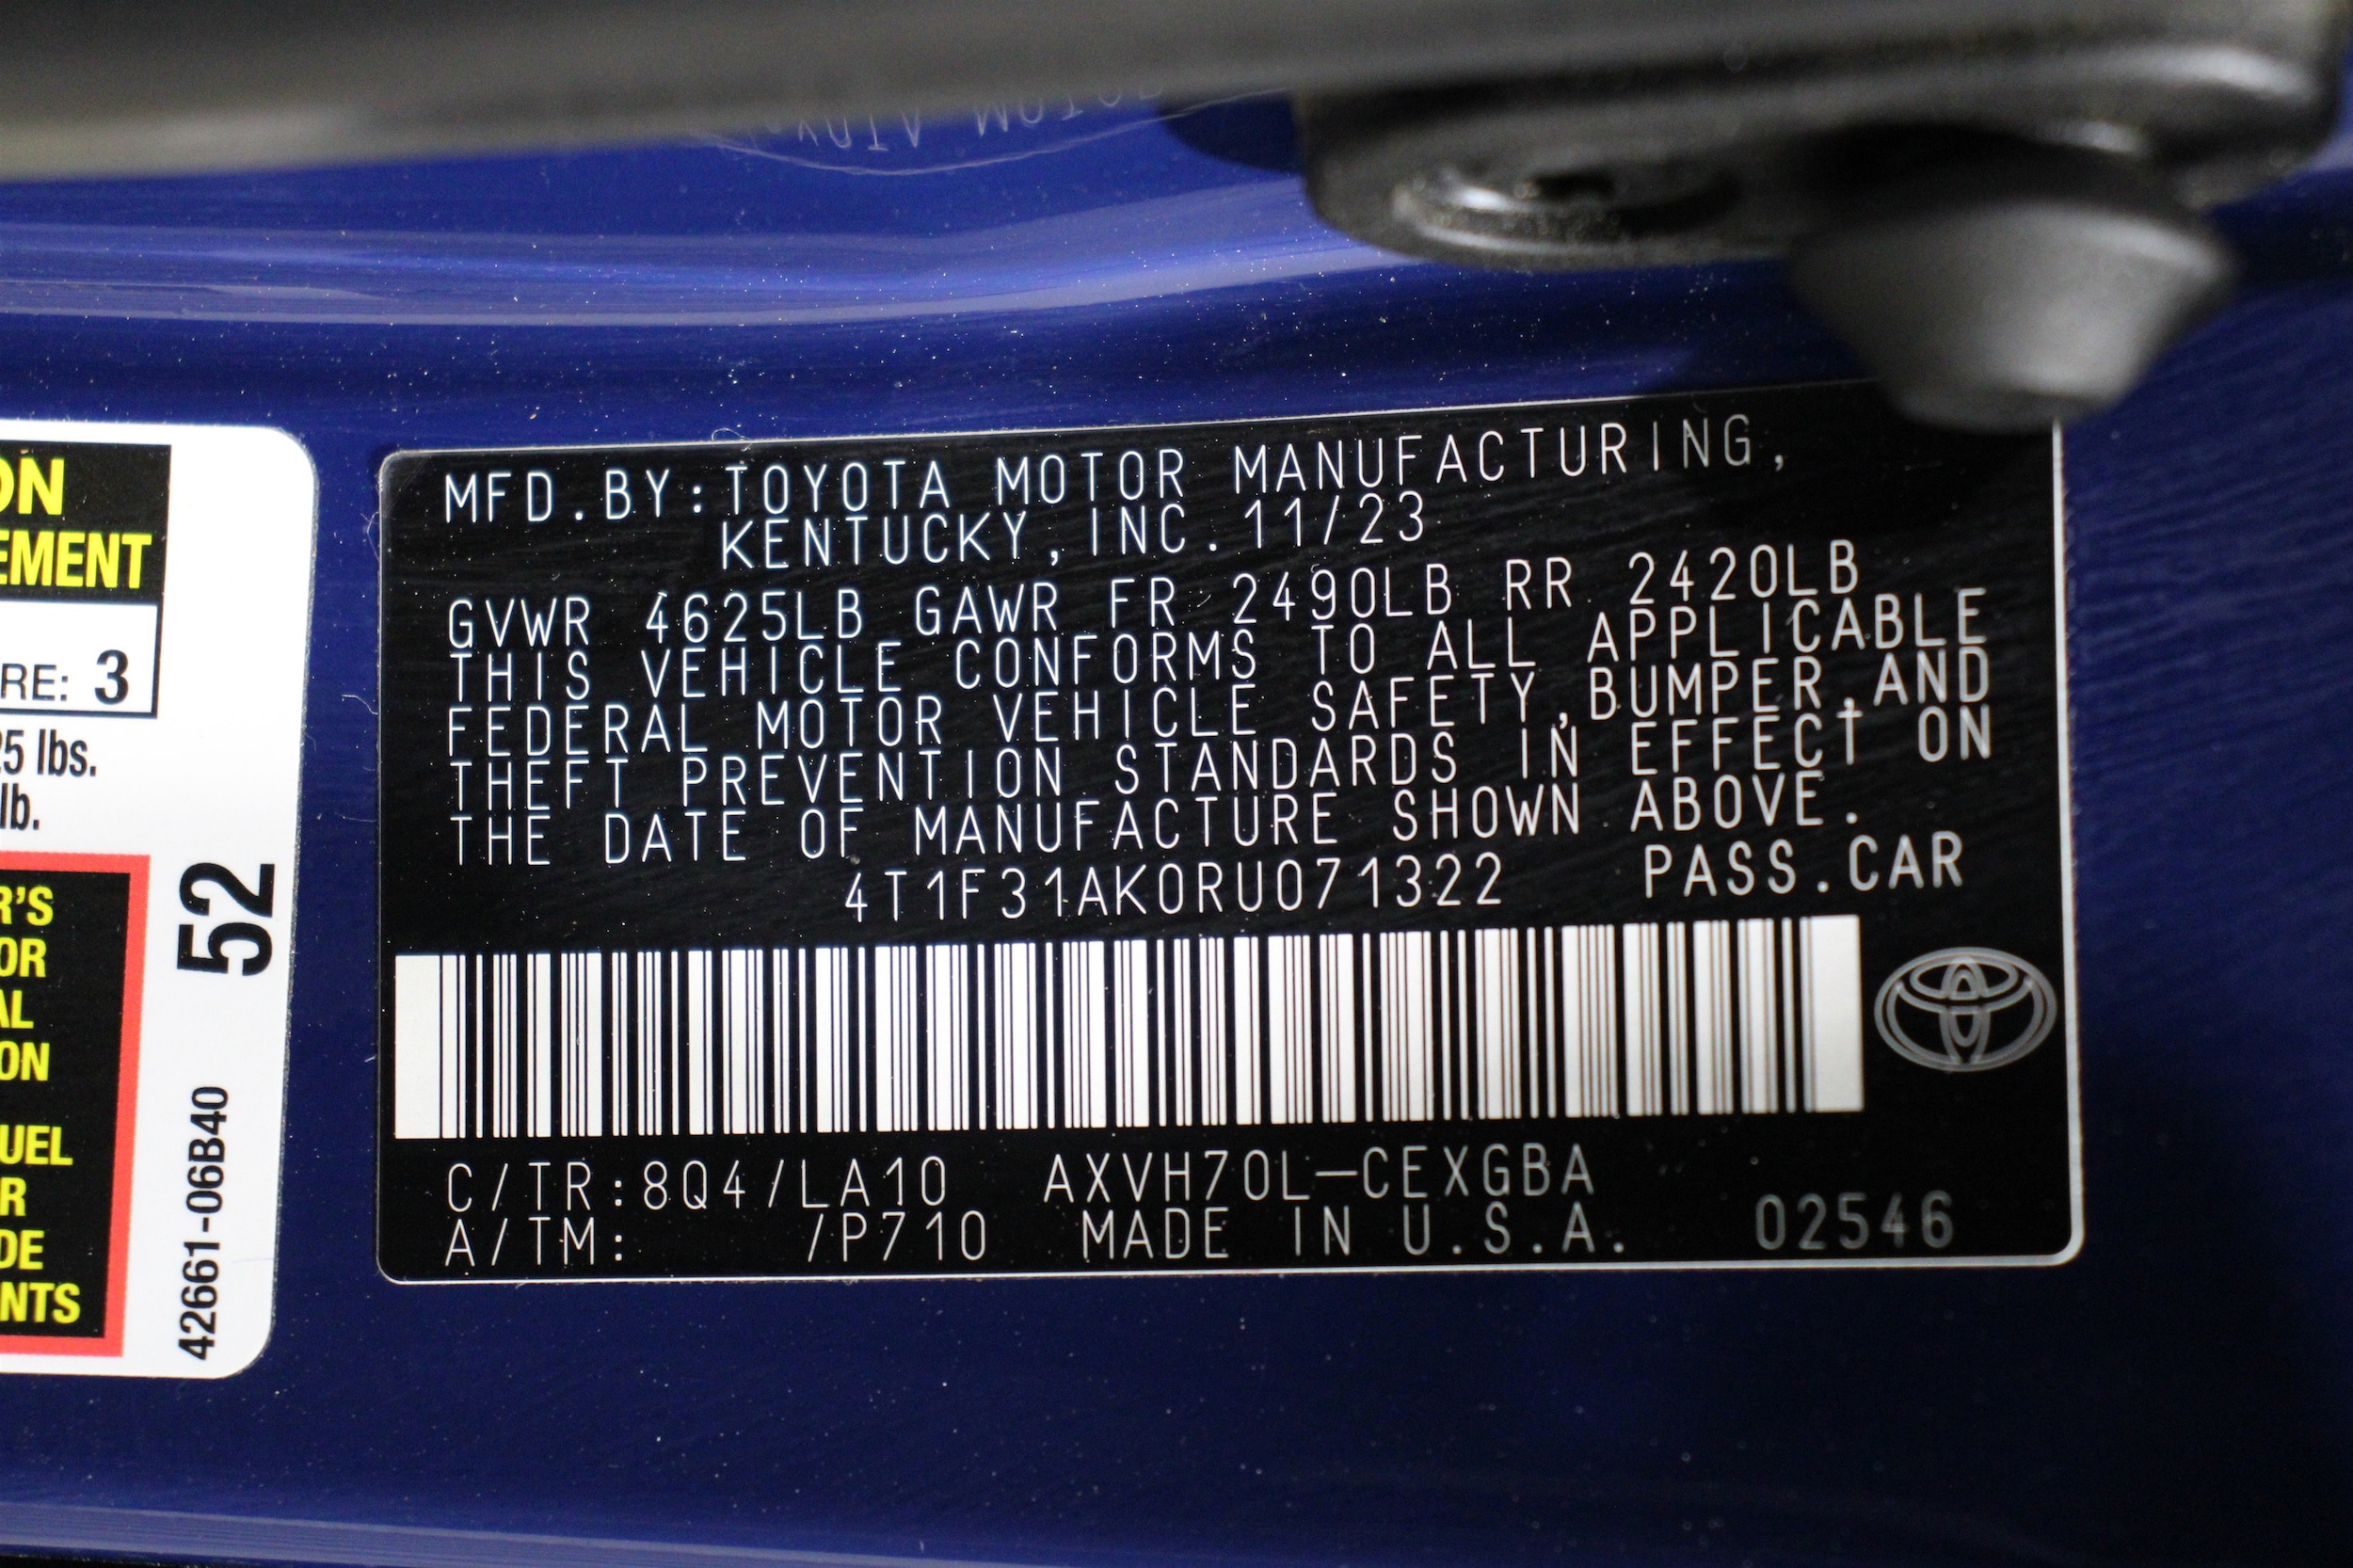 ON
EMENT
RE: 3
25 lbs.
lb.
R'S
OR
AL
ON
UEL
R
DE
NTS
52
42661-06B40
MFD.BY:TOYOTA MOTOR MANUFACTURING,
KENTUCKY,INC.11/23
GVWR 4625LB GAWR FR 2490LB RR 2420LB
THIS VEHICLE CONFORMS TO ALL APPLICABLE
FEDERAL MOTOR VEHICLE SAFETY,BUMPER,AND
THEFT PREVENTION STANDARDS IN EFFECT ON
THE DATE OF MANUFACTURE SHOWN ABOVE.
4T1F31AK0RU071322 PASS.CAR
C/TR:8Q4/LA10 AXVH70L-CEXGBA
A/TM: /P710 MADE IN U.S.A. 02546